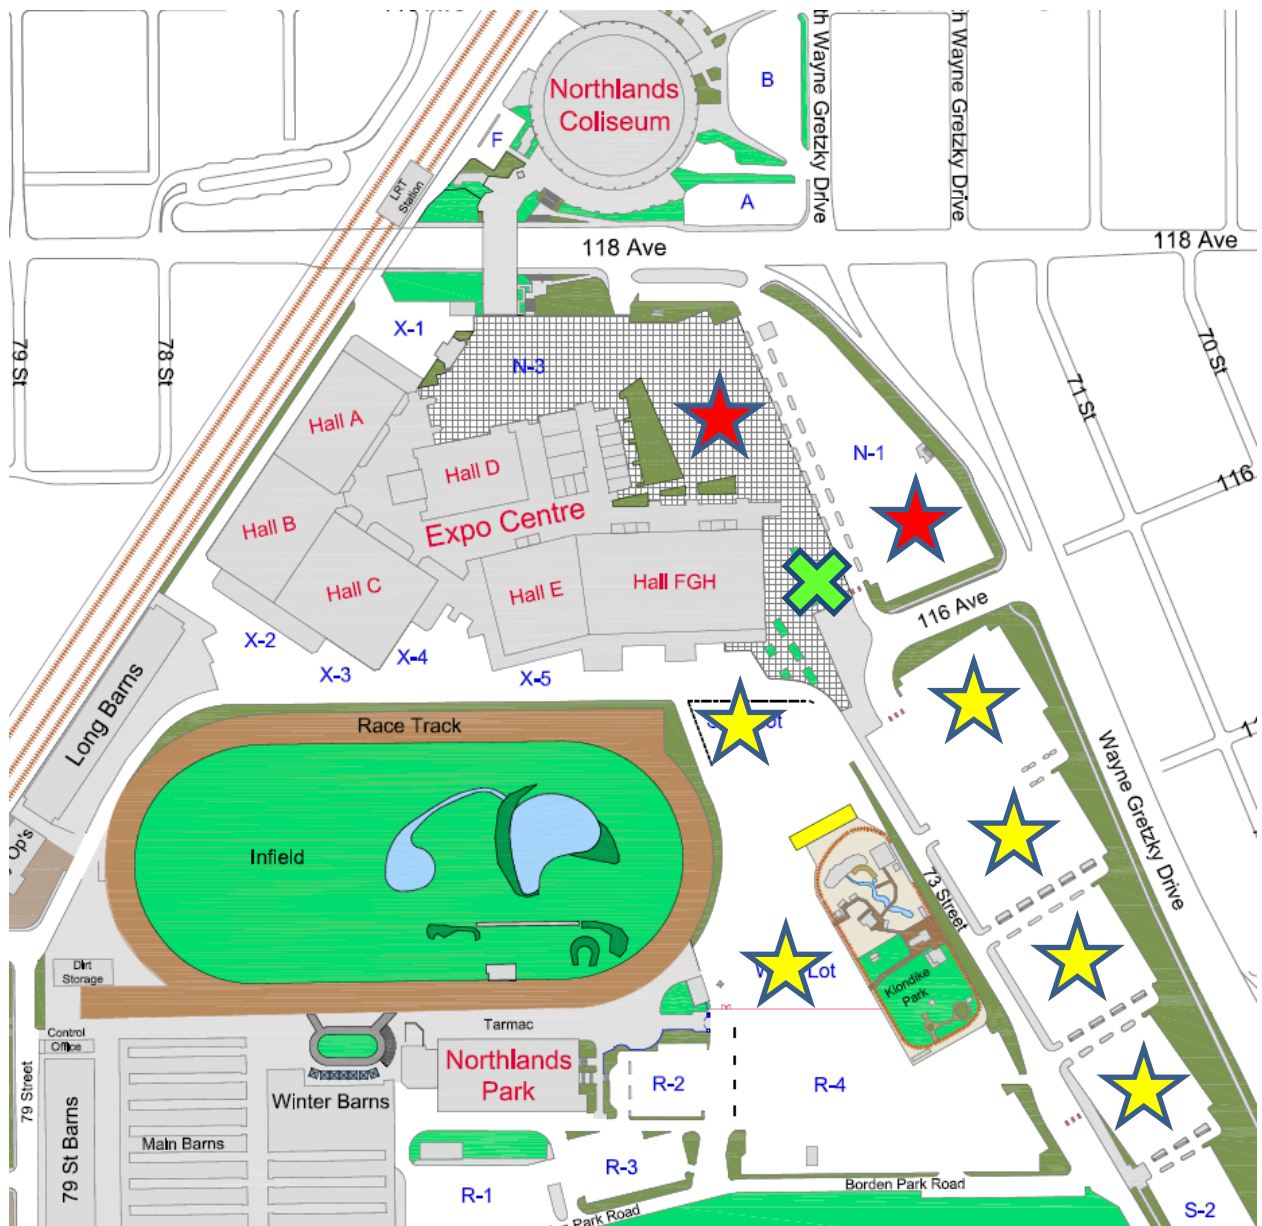 Northlands
Coliseum
B
F
A
LRT
Station
th Wayne Gretzky Drive
h Wayne Gretzky Drive
118 Ave
118 Ave
79 St
78 St
X-1
N-3
70 St
71 St
Hall A
Hall D
N-1
116
Hall B
Expo Centre
Hall C
Hall E
Hall FGH
116 Ave
X-2
X-3
X-4
X-5
Long Barns
Race Track
Wayne Gretzky Drive
Op's
Infield
73 Street
Dirt
Storage
Lot
Klondike
Park
Control
Office
Tarmac
79 Street
Northlands
Park
R-2
R-4
Winter Barns
Main Barns
79 St Barns
R-3
R-1
Borden Park Road
Park Road
S-2